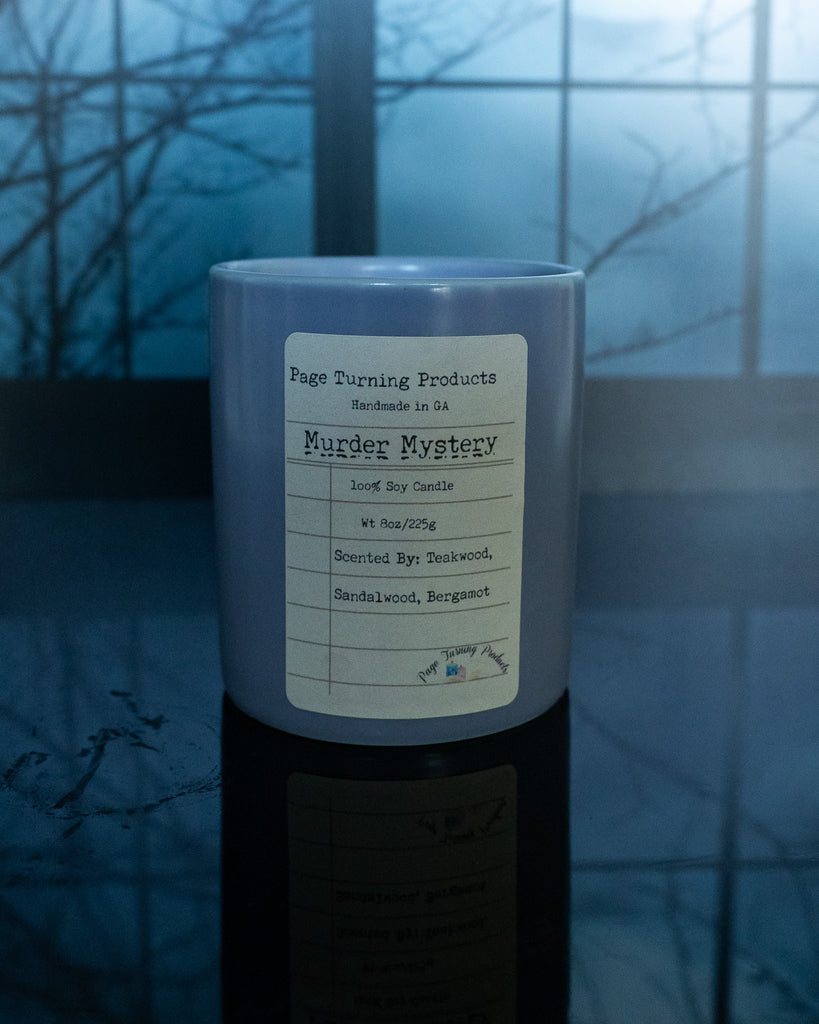 Page Turning Products
Handmade in GA
Murder Mystery
100% Soy Candle
Wt 8oz/225g
Scented By: Teakwood,
Sandalwood, Bergamot
Page Turning Products